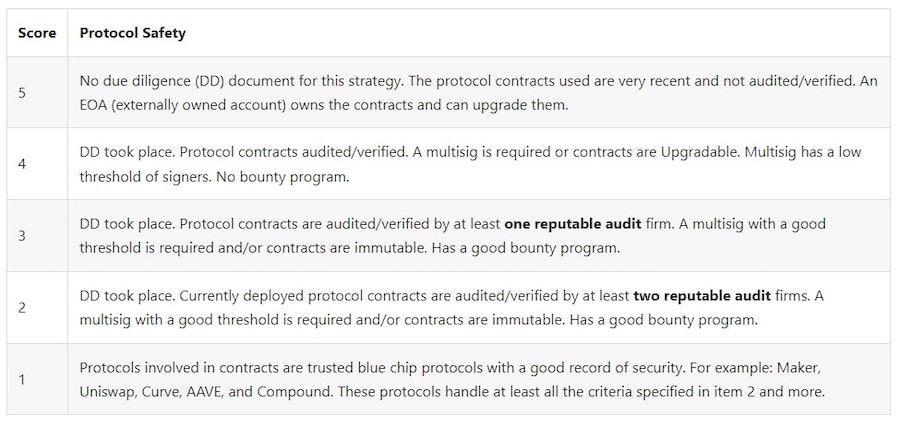 Score Protocol Safety
5
No due diligence (DD) document for this strategy. The protocol contracts used are very recent and not audited/verified. An
EOA (externally owned account) owns the contracts and can upgrade them.
4
DD took place. Protocol contracts audited/verified. A multisig is required or contracts are Upgradable. Multisig has a low
threshold of signers. No bounty program.
3
DD took place. Protocol contracts are audited/verified by at least one reputable audit firm. A multisig with a good
threshold is required and/or contracts are immutable. Has a good bounty program.
2
DD took place. Currently deployed protocol contracts are audited/verified by at least two reputable audit firms. A
multisig with a good threshold is required and/or contracts are immutable. Has a good bounty program.
1
Protocols involved in contracts are trusted blue chip protocols with a good record of security. For example: Maker,
Uniswap, Curve, AAVE, and Compound. These protocols handle at least all the criteria specified in item 2 and more.